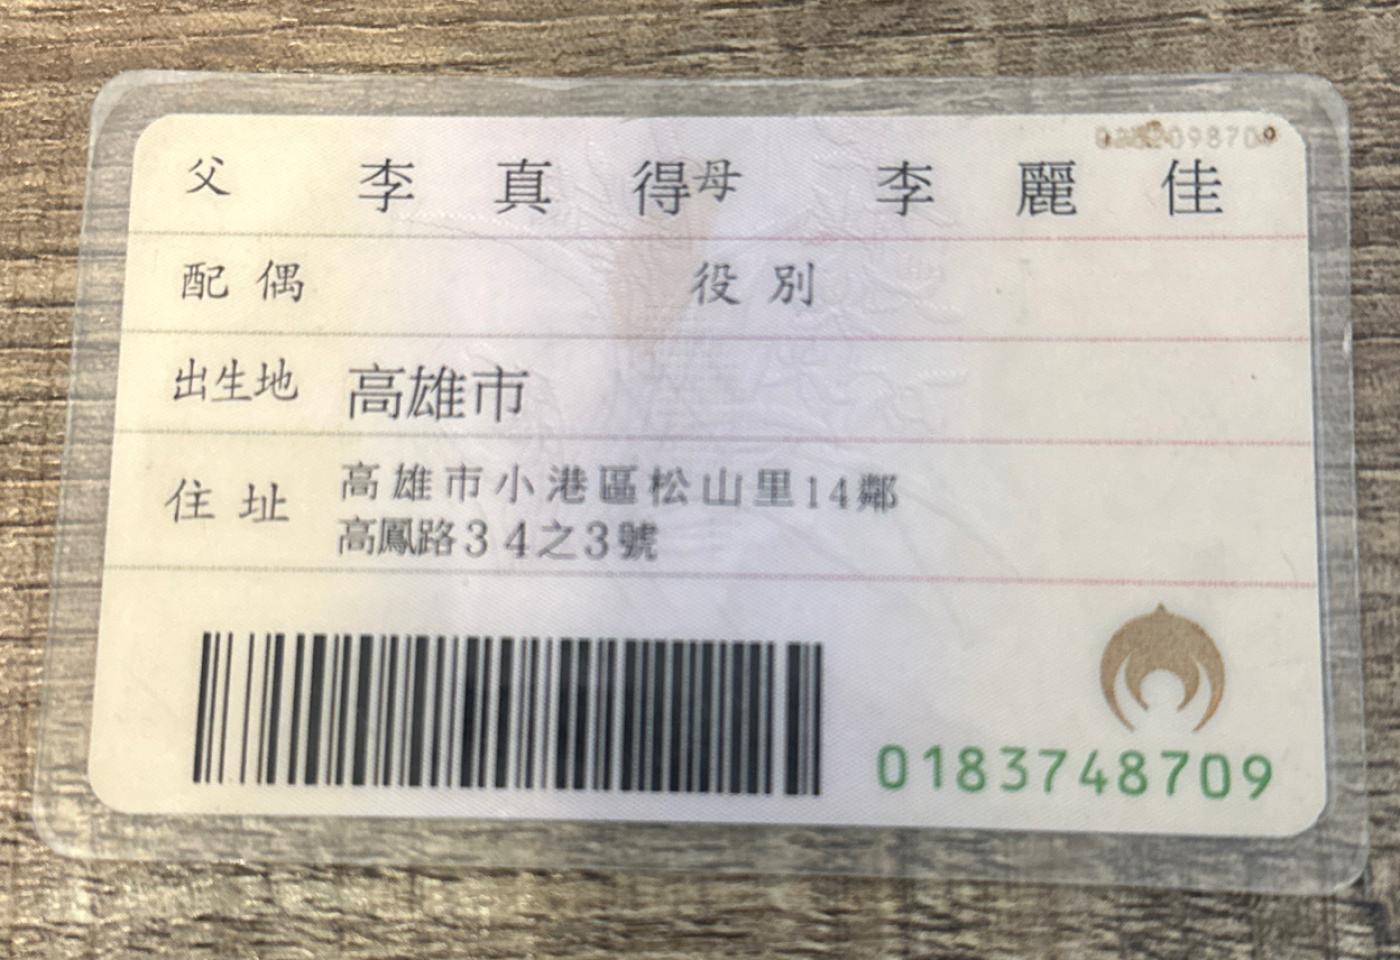 父 李真得 母 李麗佳
配偶 役別
出生地 高雄市
住址 高雄市小港區松山里14鄰
高鳳路34之3號
0183748709